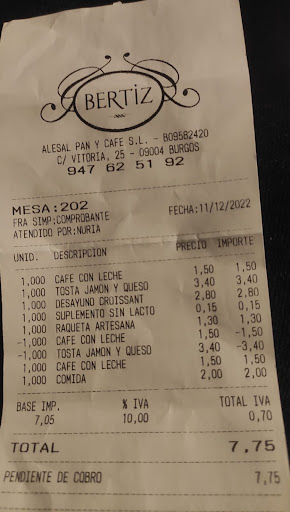 BERTIZ
ALESAL PAN Y CAFE S.L. - B09582420
C/ VITORIA, 25 - 09004 BURGOS
947 62 51 92
MESA:202
FRA SIMP:COMPROBANTE FECHA:11/12/2022
ATENDIDO POR:NURIA
UNID. DESCRIPCION PRECIO IMPORTE
1,000 CAFE CON LECHE 1,50 1,50
1,000 TOSTA JAMON Y QUESO 3,40 3,40
1,000 DESAYUNO CROISSANT 2,80 2,80
1,000 SUPLEMENTO SIN LACTO 0,15 0,15
1,000 RAQUETA ARTESANA 1,30 1,30
-1,000 CAFE CON LECHE 1,50 -1,50
-1,000 TOSTA JAMON Y QUESO 3,40 -3,40
1,000 CAFE CON LECHE 1,50 1,50
1,000 COMIDA 2,00 2,00
BASE IMP. % IVA TOTAL IVA
7,05 10,00 0,70
TOTAL 7,75
PENDIENTE DE COBRO 7,75